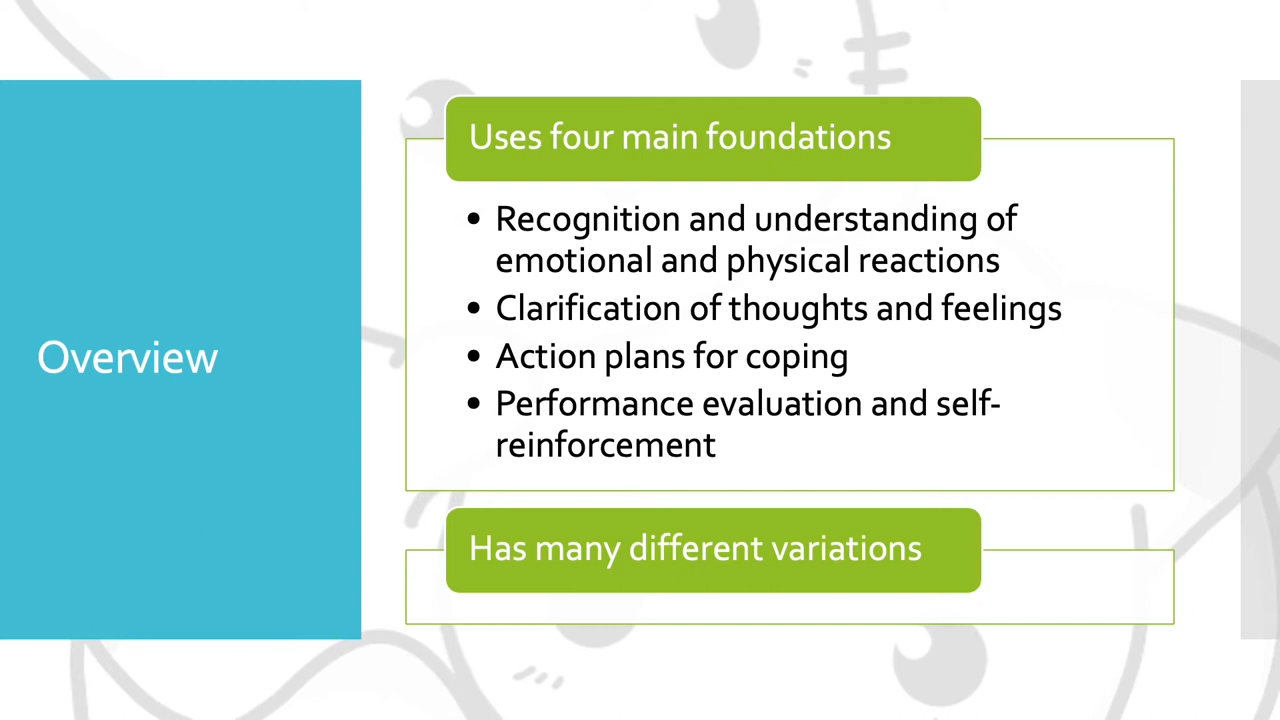 Overview
Uses four main foundations
• Recognition and understanding of
emotional and physical reactions
• Clarification of thoughts and feelings
• Action plans for coping
• Performance evaluation and self-
reinforcement
Has many different variations